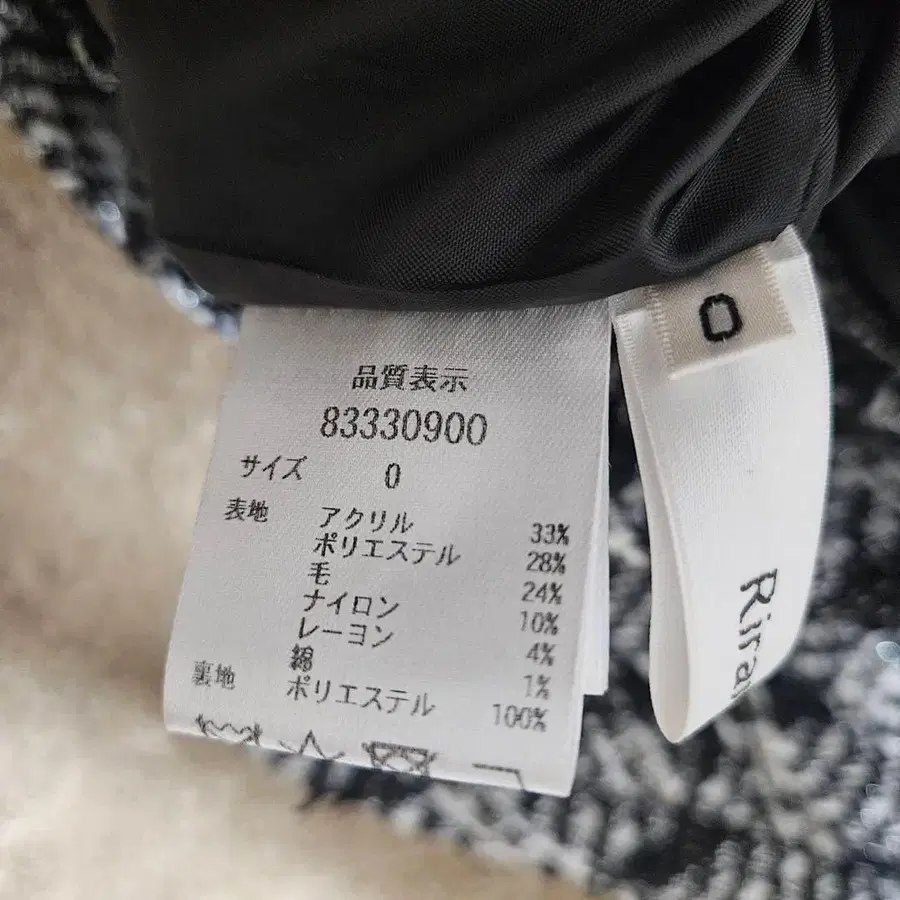 品質表示
83330900
サイズ 0
表地 アクリル 33%
ポリエステル 28%
毛 24%
ナイロン 10%
レーヨン 4%
綿 1%
裏地 ポリエステル 100%
0